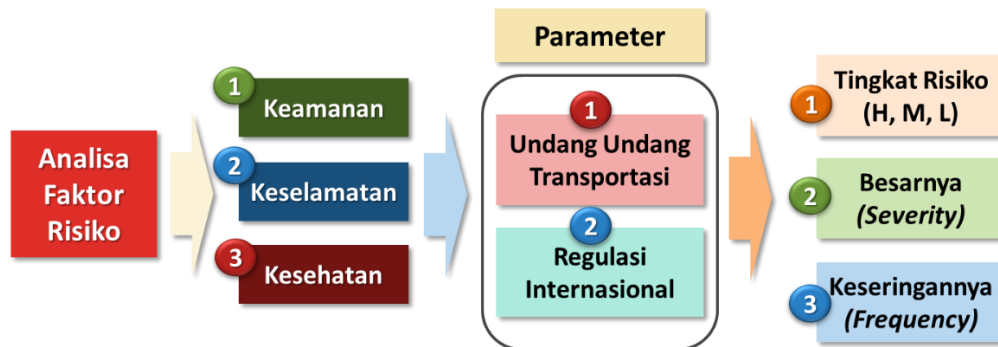 Analisa
Faktor
Risiko
1
Keamanan
2
Keselamatan
3
Kesehatan
Parameter
1
Undang Undang
Transportasi
2
Regulasi
Internasional
1
Tingkat Risiko
(H, M, L)
2
Besarnya
(Severity)
3
Keseringannya
(Frequency)